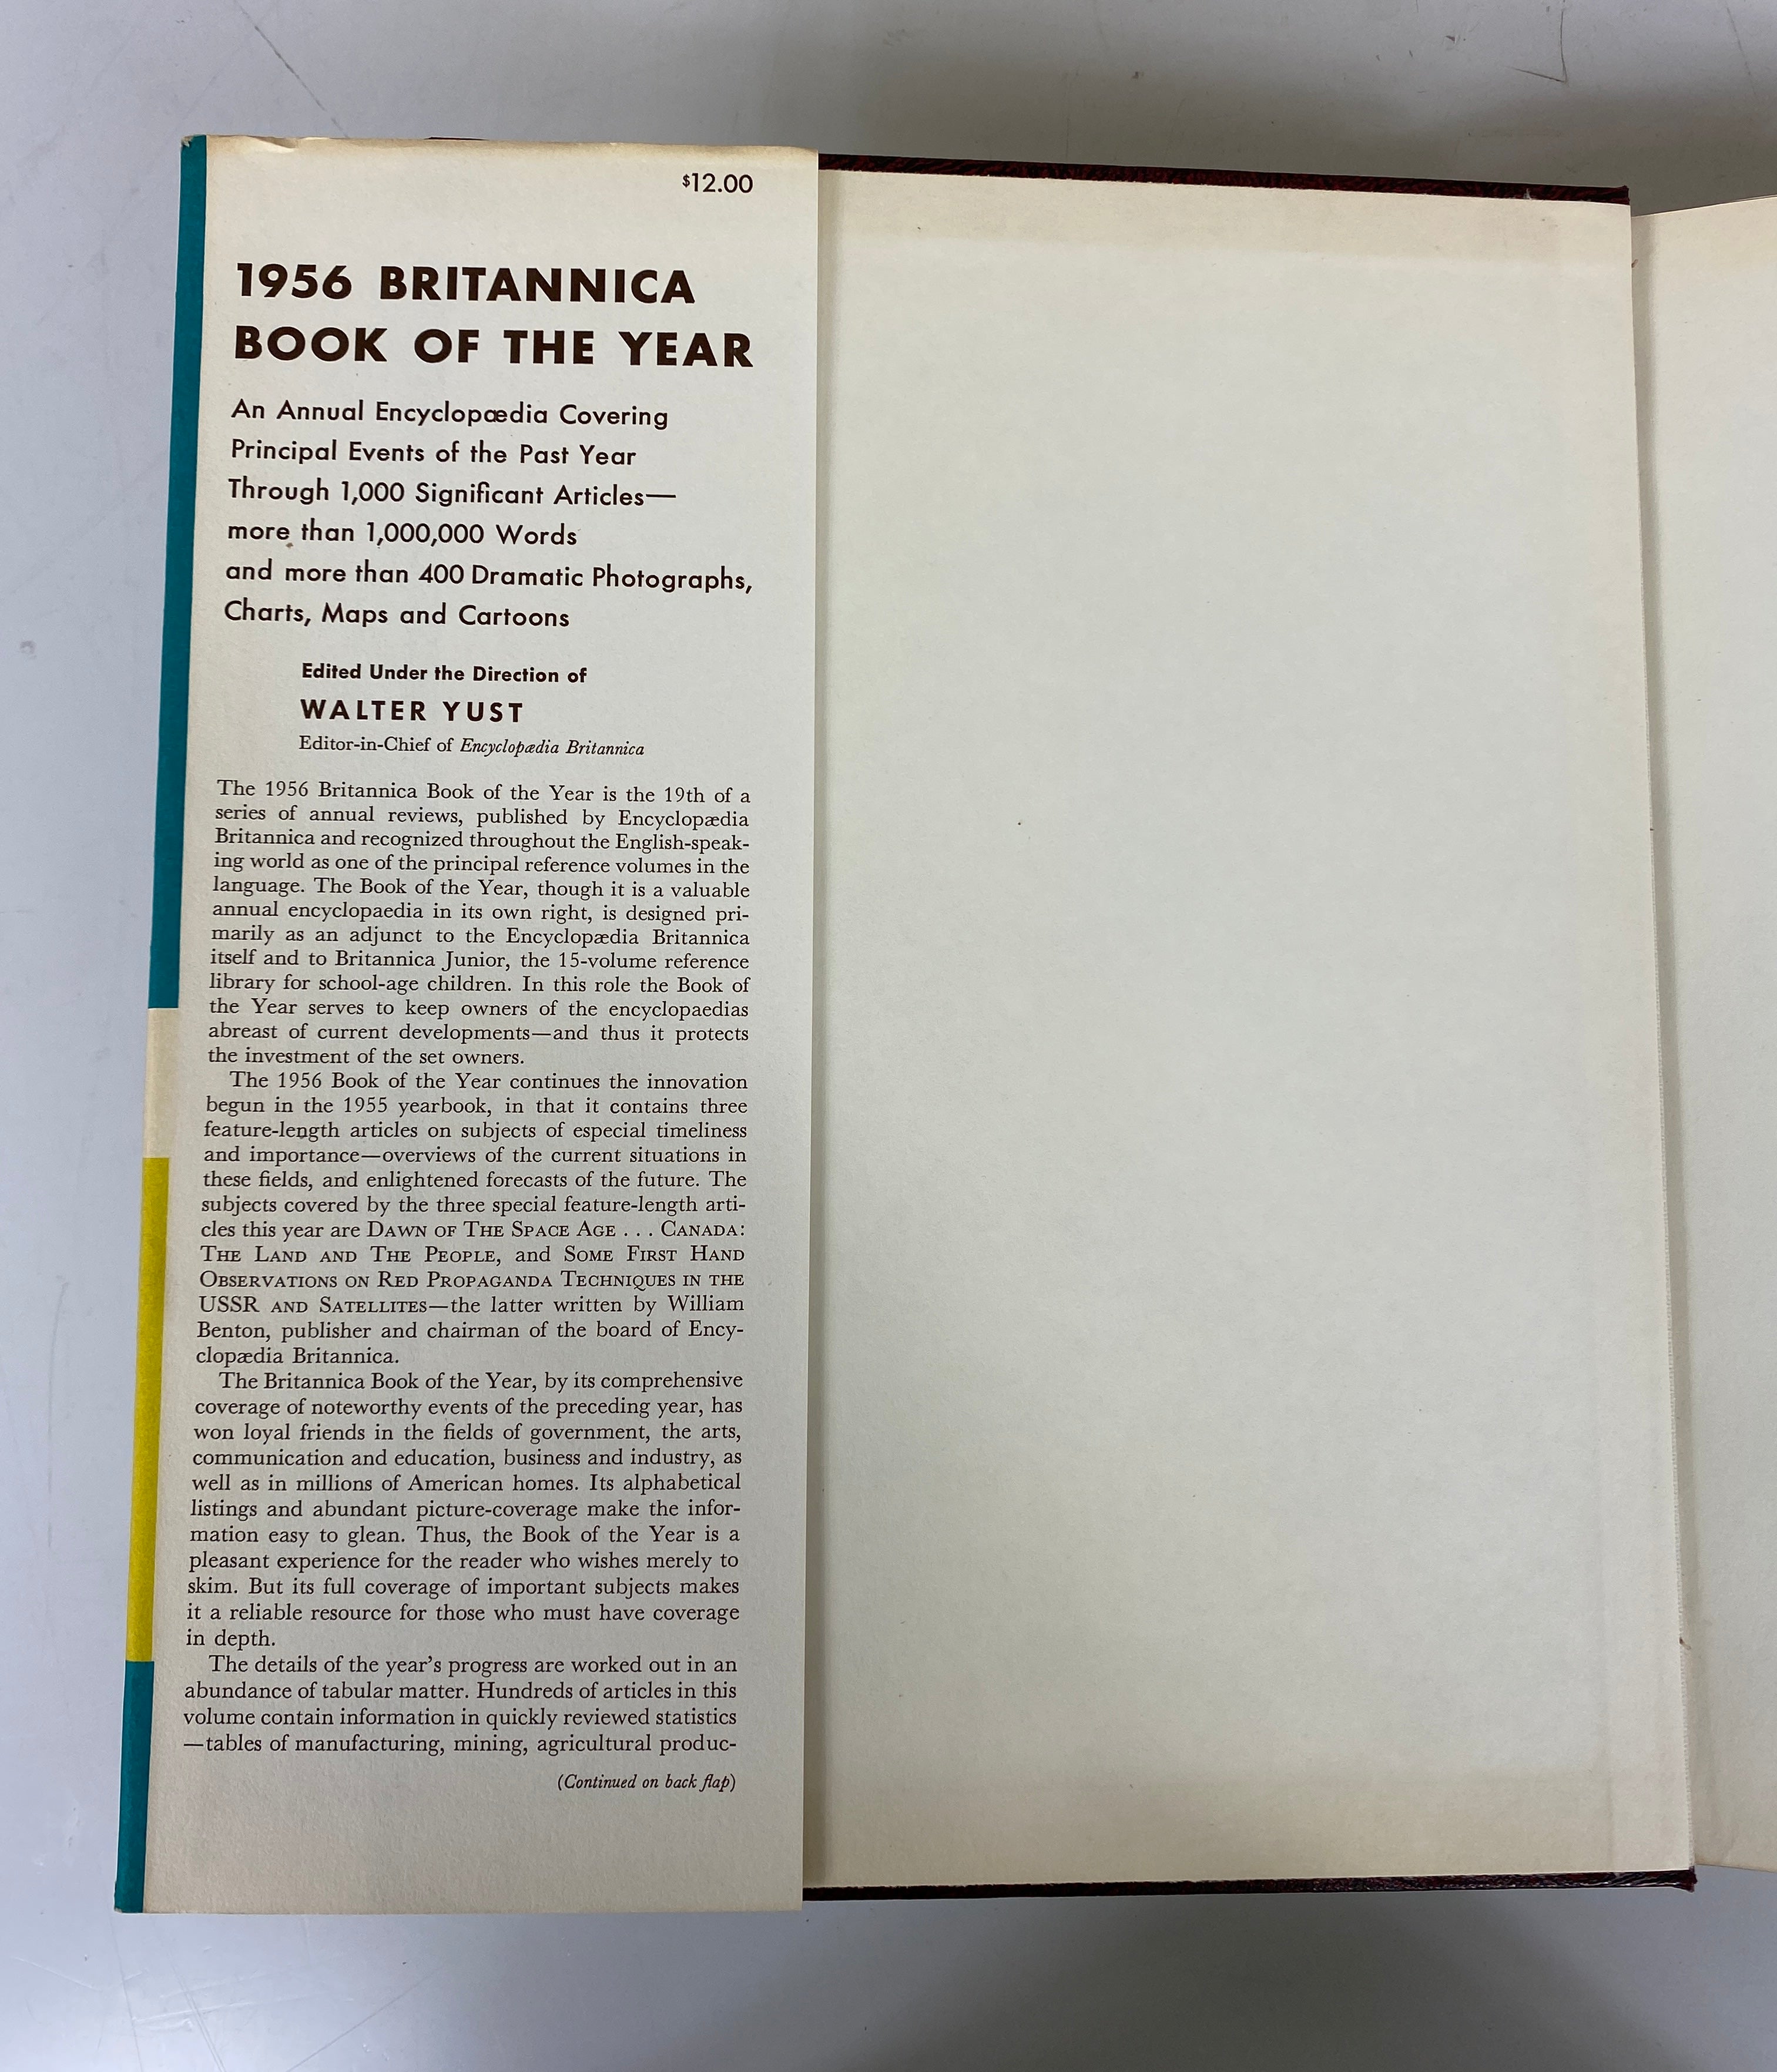 $12.00
1956 BRITANNICA
BOOK OF THE YEAR
An Annual Encyclopædia Covering
Principal Events of the Past Year
Through 1,000 Significant Articles—
more than 1,000,000 Words
and more than 400 Dramatic Photographs,
Charts, Maps and Cartoons
Edited Under the Direction of
WALTER YUST
Editor-in-Chief of Encyclopædia Britannica
The 1956 Britannica Book of the Year is the 19th of a
series of annual reviews, published by Encyclopædia
Britannica and recognized throughout the English-speak-
ing world as one of the principal reference volumes in the
language. The Book of the Year, though it is a valuable
annual encyclopaedia in its own right, is designed pri-
marily as an adjunct to the Encyclopædia Britannica
itself and to Britannica Junior, the 15-volume reference
library for school-age children. In this role the Book of
the Year serves to keep owners of the encyclopaedias
abreast of current developments—and thus it protects
the investment of the set owners.
The 1956 Book of the Year continues the innovation
begun in the 1955 yearbook, in that it contains three
feature-length articles on subjects of especial timeliness
and importance—overviews of the current situations in
these fields, and enlightened forecasts of the future. The
subjects covered by the three special feature-length arti-
cles this year are DAWN OF THE SPACE AGE . . . CANADA:
THE LAND AND THE PEOPLE, and SOME FIRST HAND
OBSERVATIONS ON RED PROPAGANDA TECHNIQUES IN THE
USSR AND SATELLITES—the latter written by William
Benton, publisher and chairman of the board of Ency-
clopædia Britannica.
The Britannica Book of the Year, by its comprehensive
coverage of noteworthy events of the preceding year, has
won loyal friends in the fields of government, the arts,
communication and education, business and industry, as
well as in millions of American homes. Its alphabetical
listings and abundant picture-coverage make the infor-
mation easy to glean. Thus, the Book of the Year is a
pleasant experience for the reader who wishes merely to
skim. But its full coverage of important subjects makes
it a reliable resource for those who must have coverage
in depth.
The details of the year's progress are worked out in an
abundance of tabular matter. Hundreds of articles in this
volume contain information in quickly reviewed statistics
—tables of manufacturing, mining, agricultural produc-
(Continued on back flap)